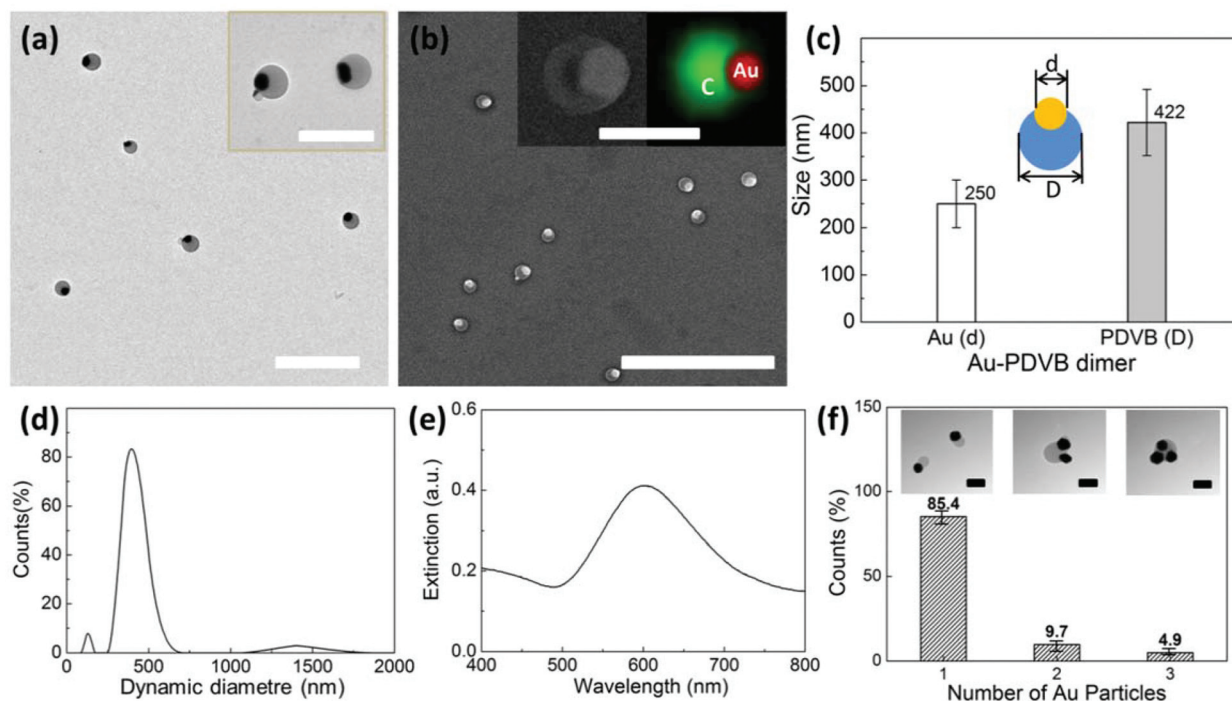 (a)
(b)
C
Au
(c)
Size (nm)
500
400
300
200
100
0
d
D
250
422
Au (d)
PDVB (D)
Au-PDVB dimer
(d)
Counts(%)
80
60
40
20
0
0
500
1000
1500
2000
Dynamic diametre (nm)
(e)
Extinction (a.u.)
0.6
0.4
0.2
0.0
400
500
600
700
800
Wavelength (nm)
(f)
Counts (%)
150
100
50
0
85.4
9.7
4.9
1
2
3
Number of Au Particles